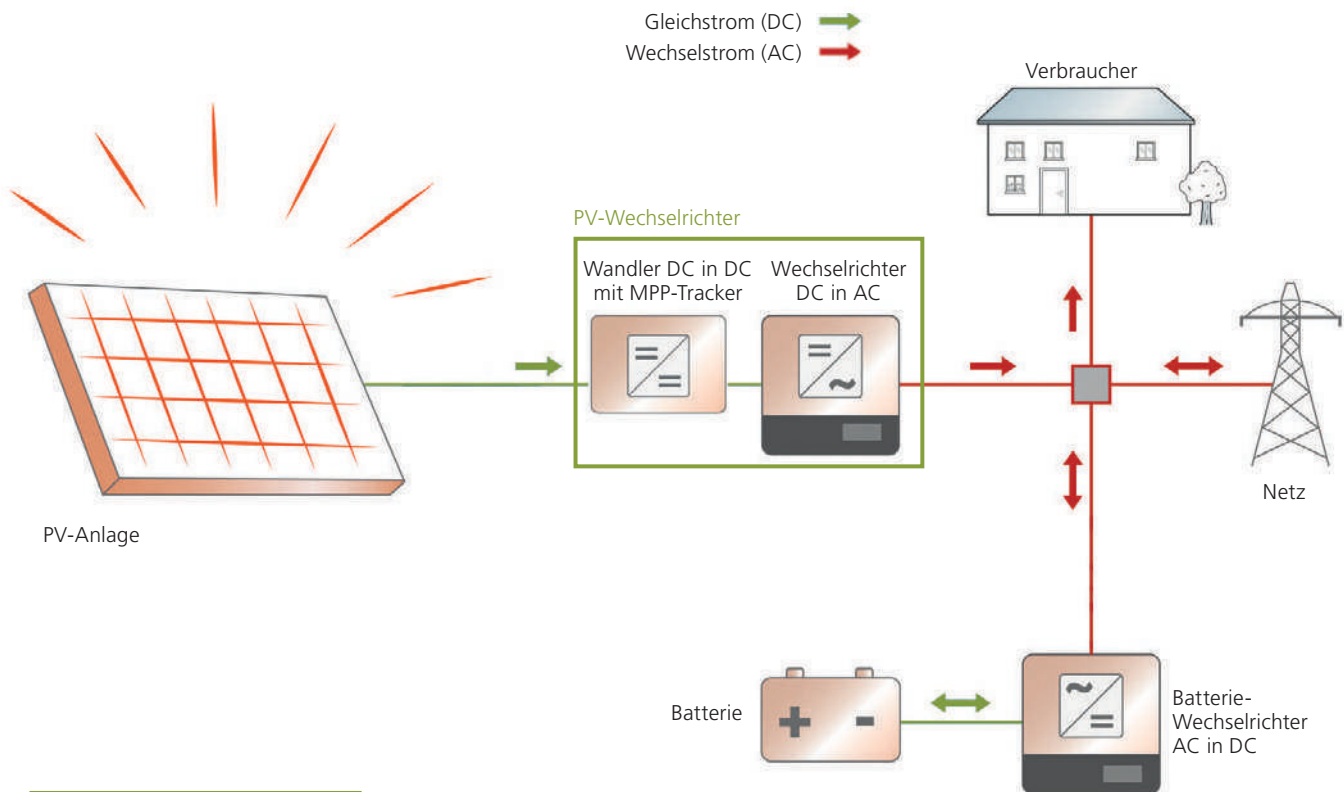 Gleichstrom (DC)
Wechselstrom (AC)
Verbraucher
PV-Wechselrichter
Wandler DC in DC
mit MPP-Tracker
Wechselrichter
DC in AC
Netz
PV-Anlage
Batterie
Batterie-
Wechselrichter
AC in DC